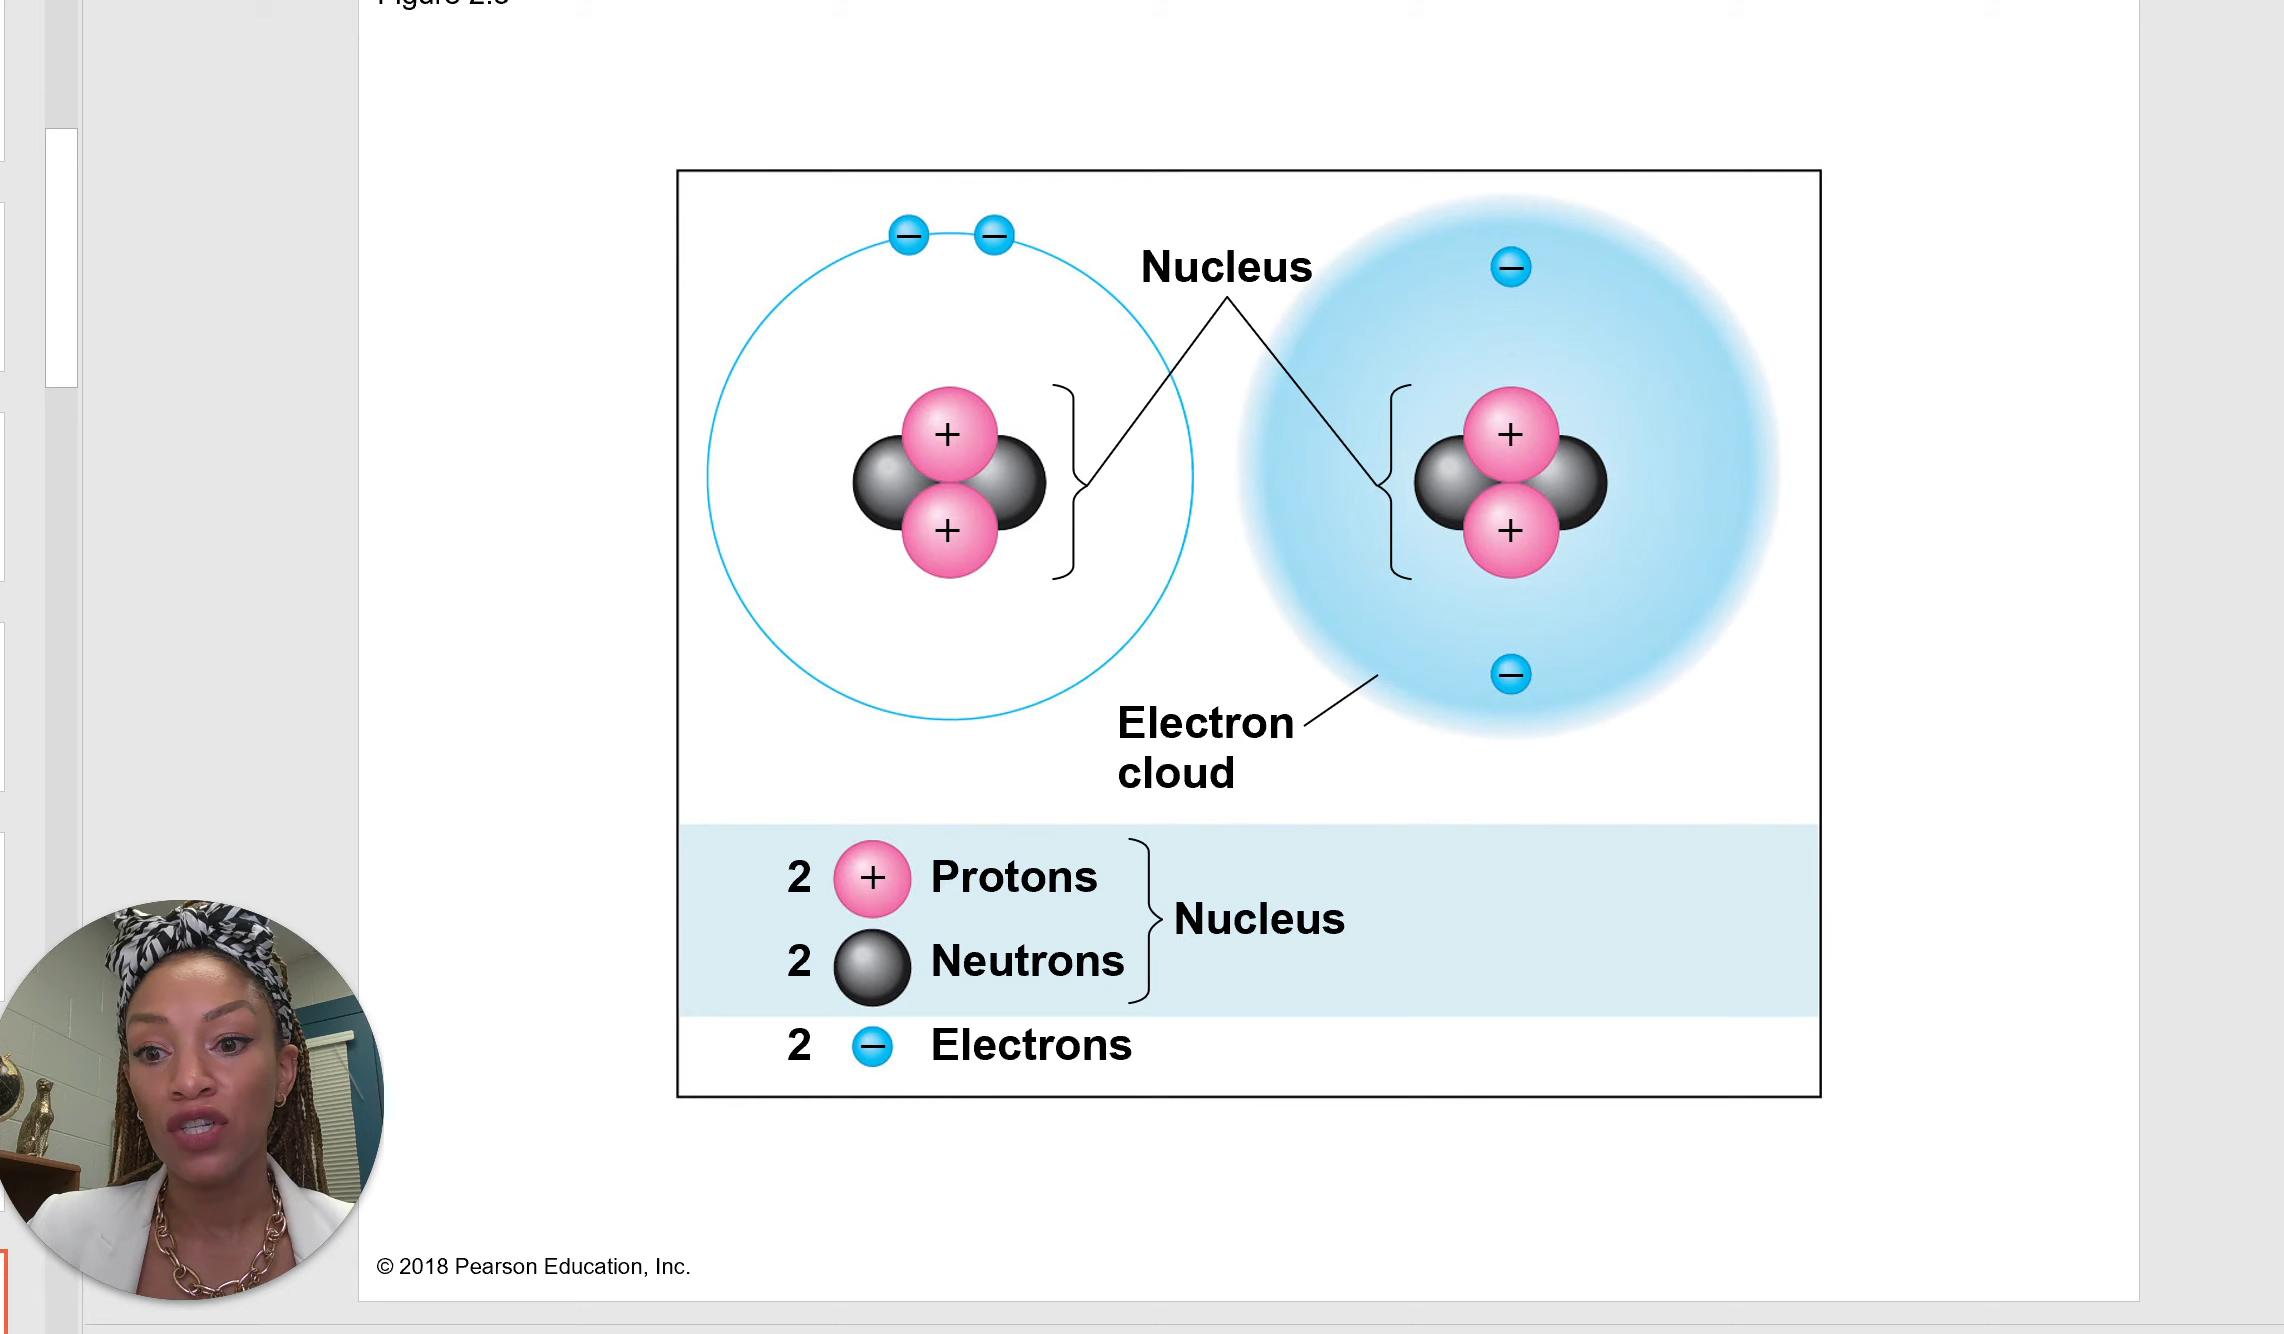 Nucleus
Electron
cloud
2 + Protons
2 Neutrons
Nucleus
2 − Electrons
© 2018 Pearson Education, Inc.